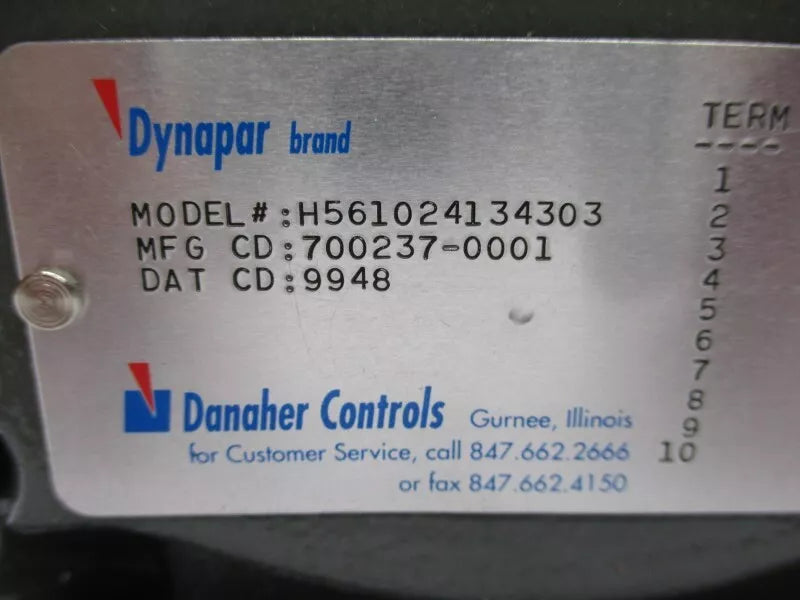 Dynapar brand
MODEL#:H561024134303
MFG CD:700237-0001
DAT CD:9948
Danaher Controls Gurnee, Illinois
for Customer Service, call 847.662.2666
or fax 847.662.4150
TERM
----
1
2
3
4
5
6
7
8
9
10